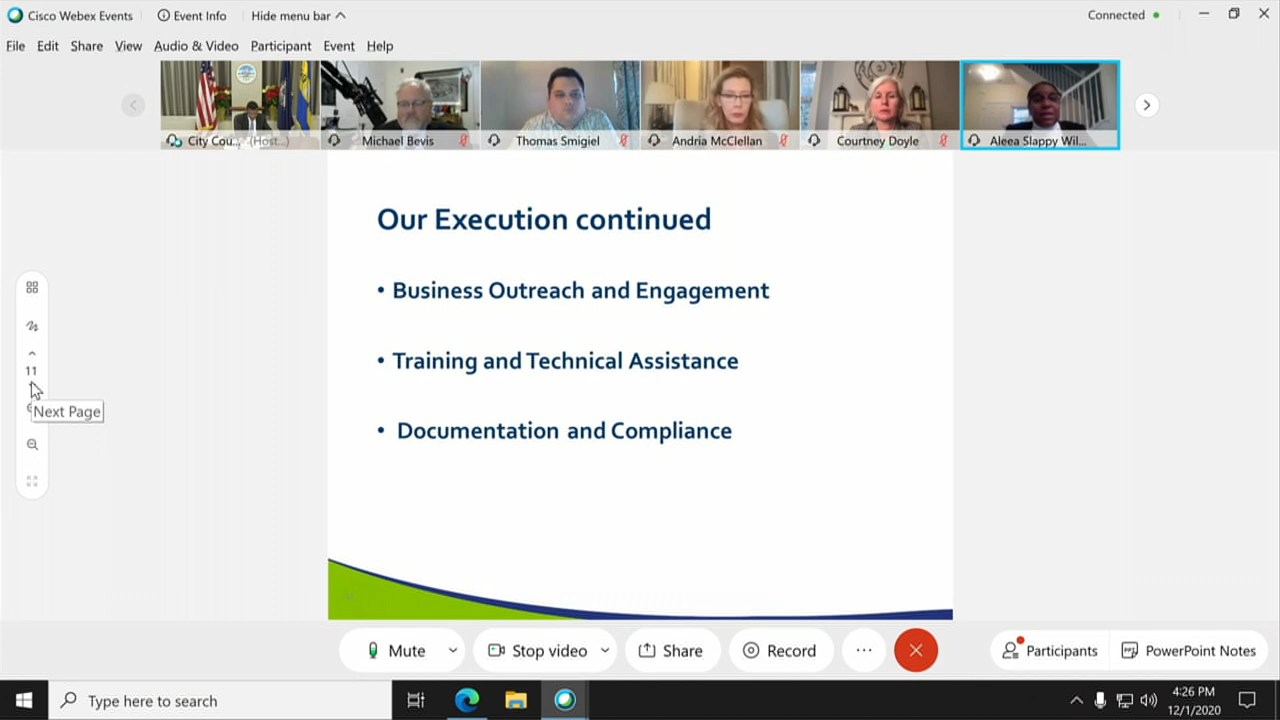 Cisco Webex Events
Event Info
Hide menu bar
Connected
File Edit Share View Audio & Video Participant Event Help
City Cou... (Host...)
Michael Bevis
Thomas Smigiel
Andria McClellan
Courtney Doyle
Aleea Slappy Wil...
Our Execution continued
• Business Outreach and Engagement
• Training and Technical Assistance
• Documentation and Compliance
11
Next Page
Mute
Stop video
Share
Record
Participants
PowerPoint Notes
Type here to search
4:26 PM
12/1/2020